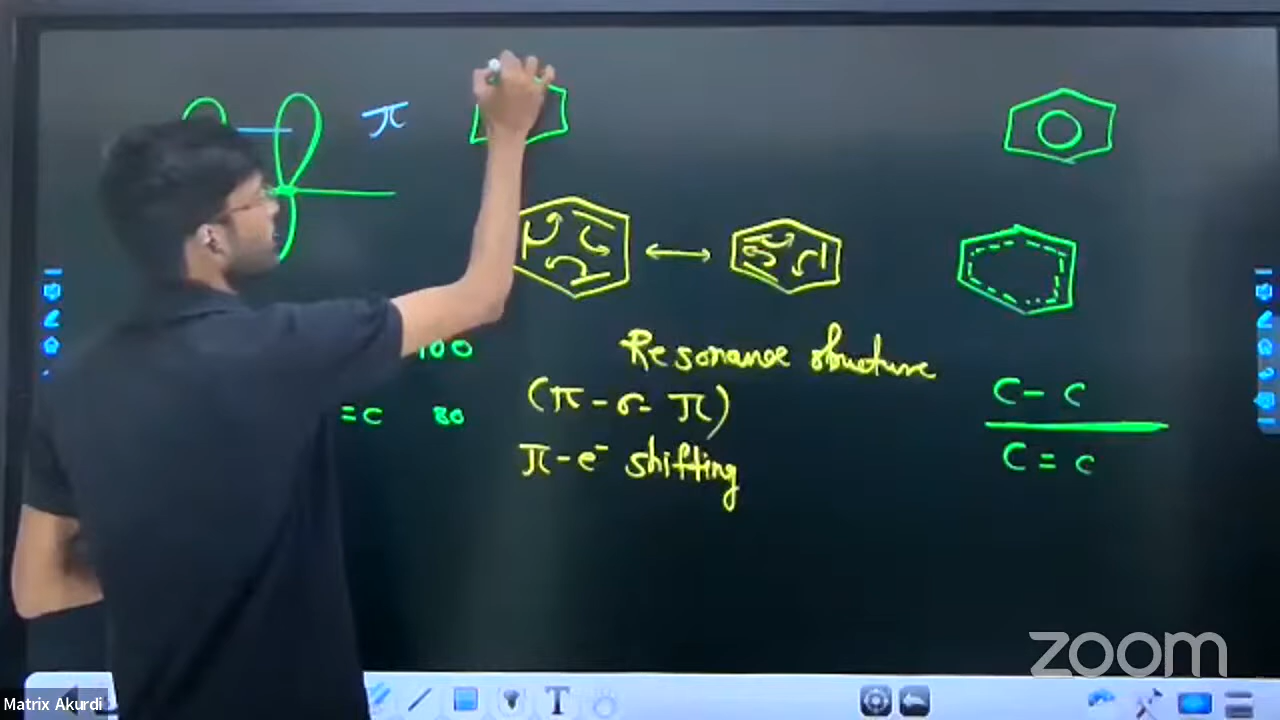 π
100
= C 80
Resonance structure
(π - σ - π)
π - e⁻ shifting
C - C
C = C
T
zoom
Matrix Akurdi